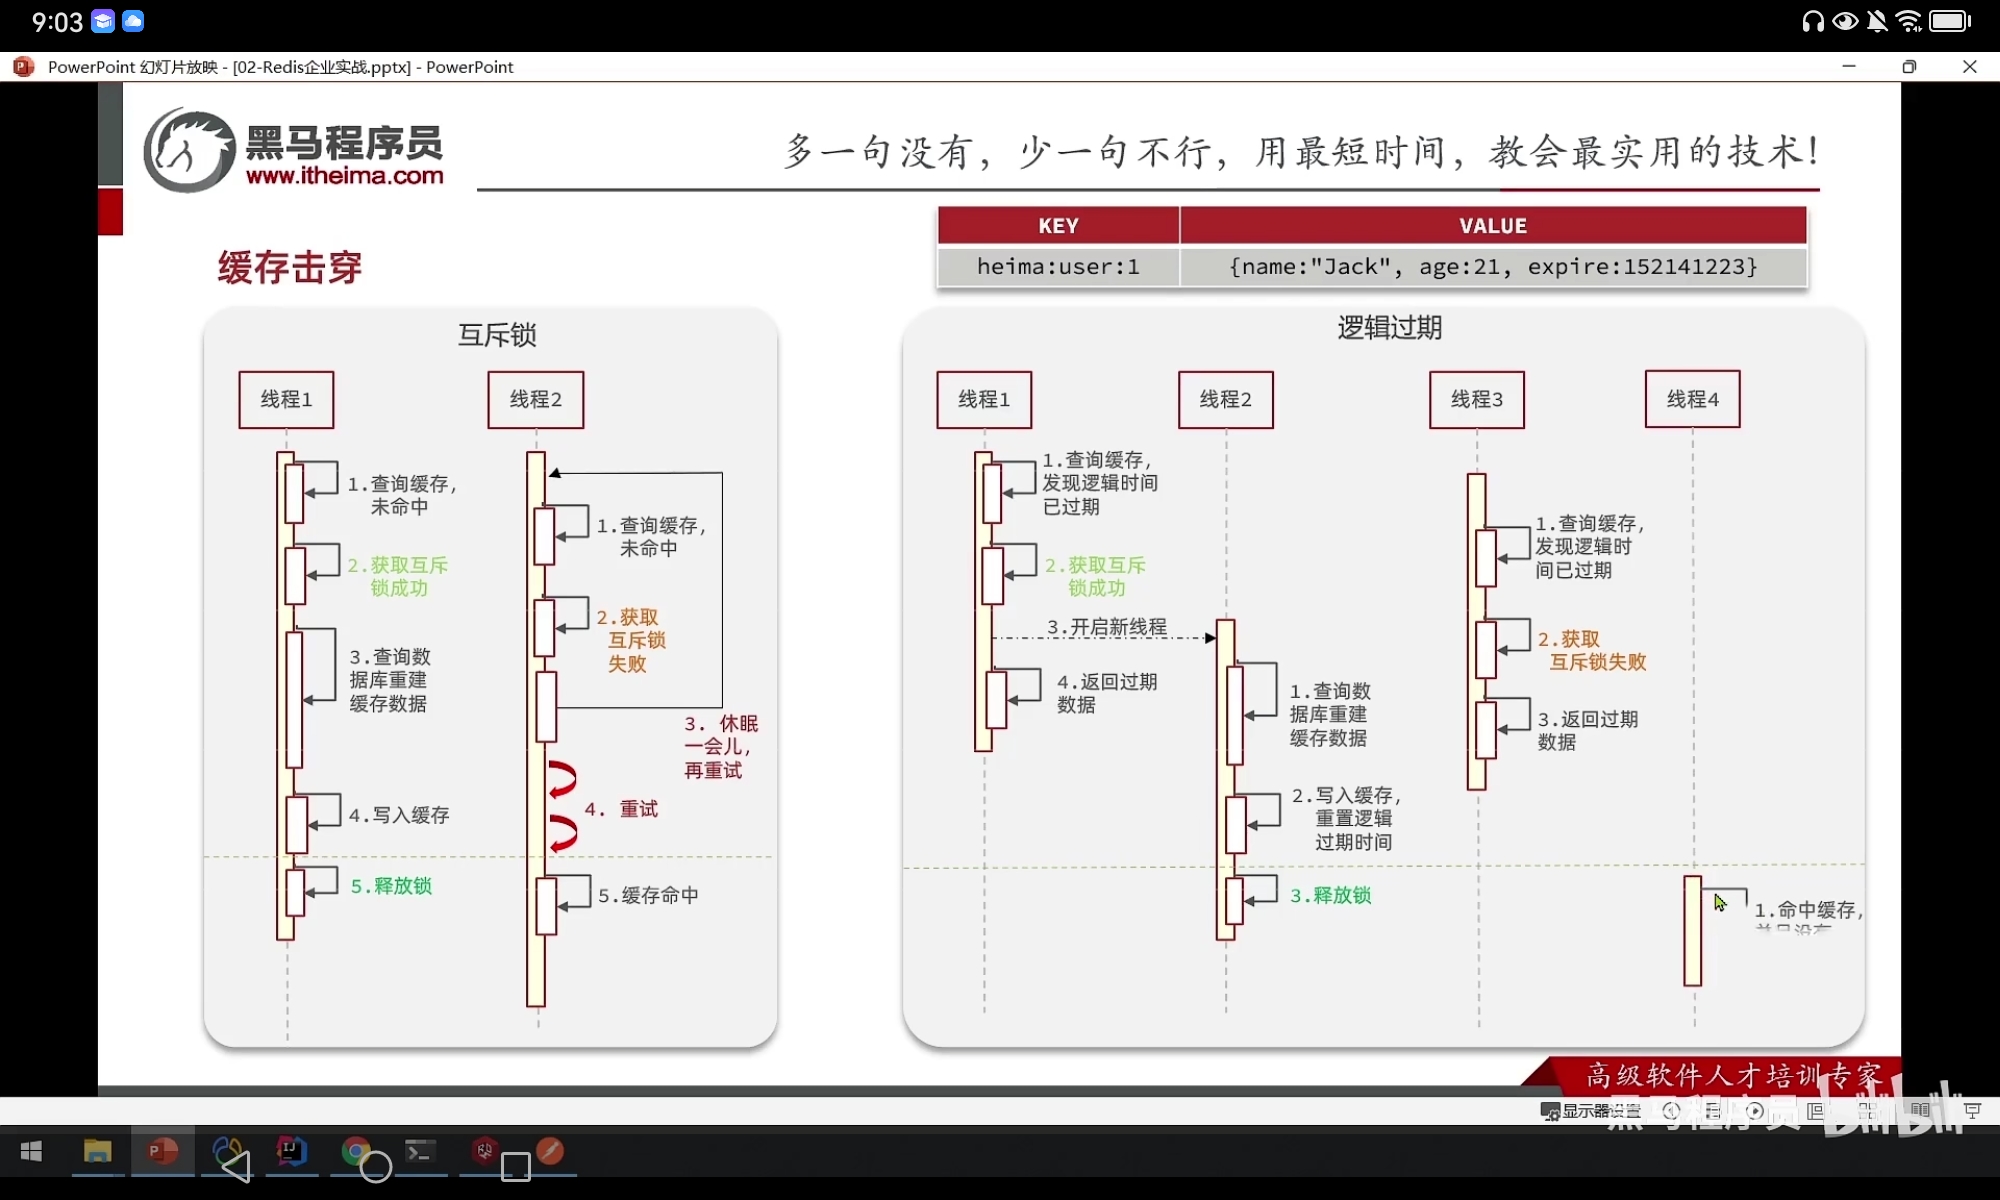 9:03
PowerPoint 幻灯片放映 - [02-Redis企业实战.pptx] - PowerPoint
黑马程序员
www.itheima.com
多一句没有，少一句不行，用最短时间，教会最实用的技术！
KEY
VALUE
heima:user:1
{name:"Jack", age:21, expire:152141223}
缓存击穿
互斥锁
线程1
线程2
1.查询缓存，
未命中
2.获取互斥
锁成功
3.查询数
据库重建
缓存数据
4.写入缓存
5.释放锁
1.查询缓存，
未命中
2.获取
互斥锁
失败
3. 休眠
一会儿，
再重试
4. 重试
5.缓存命中
逻辑过期
线程1
线程2
线程3
线程4
1.查询缓存，
发现逻辑时间
已过期
2.获取互斥
锁成功
3.开启新线程
4.返回过期
数据
1.查询数
据库重建
缓存数据
2.写入缓存，
重置逻辑
过期时间
3.释放锁
1.查询缓存，
发现逻辑时
间已过期
2.获取
互斥锁失败
3.返回过期
数据
1.命中缓存，
高级软件人才培训专家
显示器设置
黑马程序员
bilibili